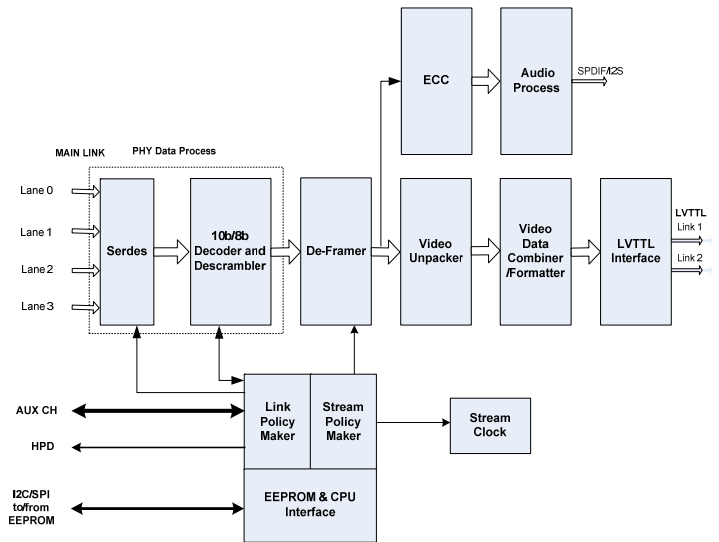 ECC
Audio
Process
SPDIF/I2S
MAIN LINK
PHY Data Process
Lane 0
Lane 1
Lane 2
Lane 3
Serdes
10b/8b
Decoder and
Descrambler
De-Framer
Video
Unpacker
Video
Data
Combiner
/Formatter
LVTTL
Interface
LVTTL
Link 1
Link 2
AUX CH
HPD
I2C/SPI
to/from
EEPROM
Link
Policy
Maker
Stream
Policy
Maker
Stream
Clock
EEPROM & CPU
Interface